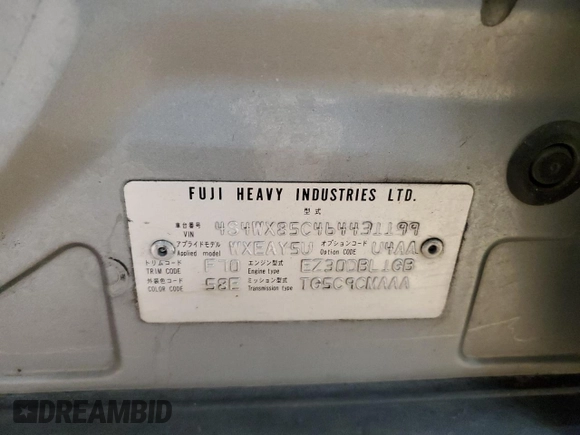 FUJI HEAVY INDUSTRIES LTD.
型式
車台番号 VIN 4S4WX85C464431199
アプライドモデル Applied model WXEAY5U オプションコード Option code U4AA
トリムコード TRIM CODE F10 エンジン型式 Engine type EZ30DBL1GB
外装色コード COLOR CODE 58E ミッション型式 Transmission type TG5C9CMAAA
DREAMBID